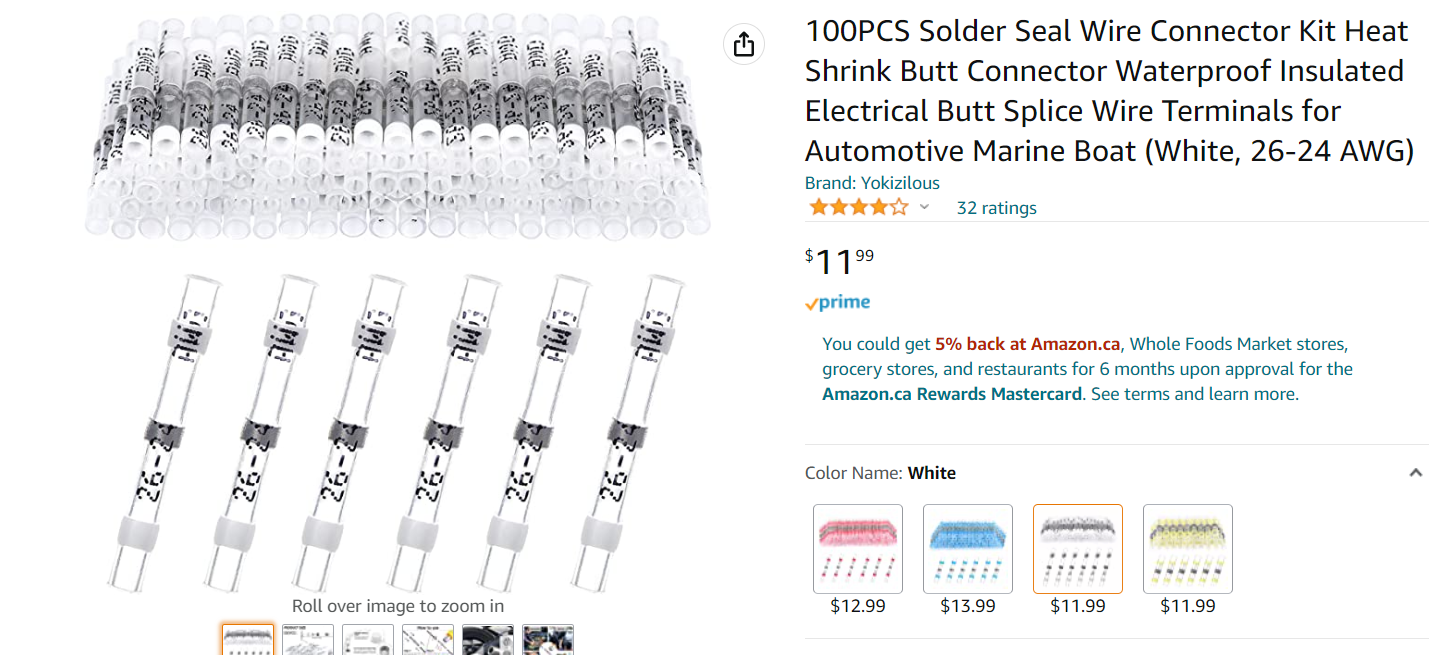 100PCS Solder Seal Wire Connector Kit Heat
Shrink Butt Connector Waterproof Insulated
Electrical Butt Splice Wire Terminals for
Automotive Marine Boat (White, 26-24 AWG)
Brand: Yokizilous
32 ratings
$11.99
prime
You could get 5% back at Amazon.ca, Whole Foods Market stores,
grocery stores, and restaurants for 6 months upon approval for the
Amazon.ca Rewards Mastercard. See terms and learn more.
Color Name: White
$12.99 $13.99 $11.99 $11.99
Roll over image to zoom in